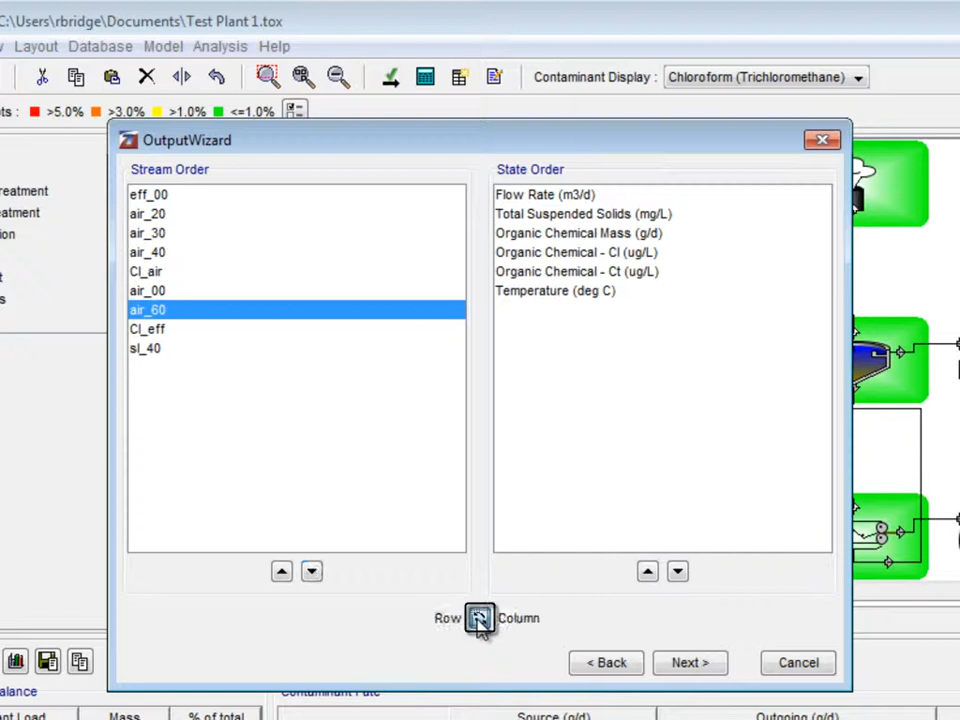 C:\Users\rbridge\Documents\Test Plant 1.tox
Layout Database Model Analysis Help
Contaminant Display : Chloroform (Trichloromethane)
>5.0% >3.0% >1.0% <=1.0%
OutputWizard
Stream Order
State Order
eff_00
air_20
air_30
air_40
Cl_air
air_00
air_60
Cl_eff
sl_40
Flow Rate (m3/d)
Total Suspended Solids (mg/L)
Organic Chemical Mass (g/d)
Organic Chemical - Cl (ug/L)
Organic Chemical - Ct (ug/L)
Temperature (deg C)
Row Column
< Back
Next >
Cancel
reatment
eatment
ion
t
s
alance
Contaminant Fate
nt Load Mass % of total Source (g/d) Outgoing (g/d)